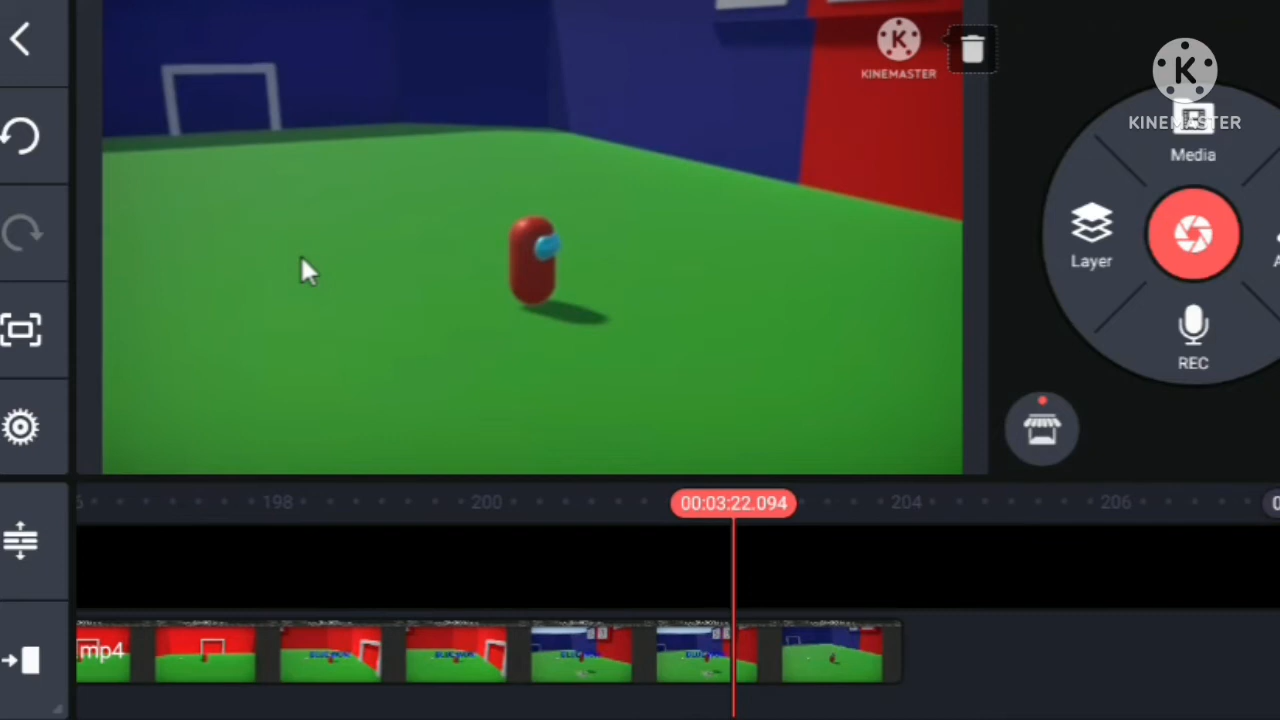 KINEMASTER
KINEMASTER
Media
Layer
REC
198
200
00:03:22.094
204
206
mp4